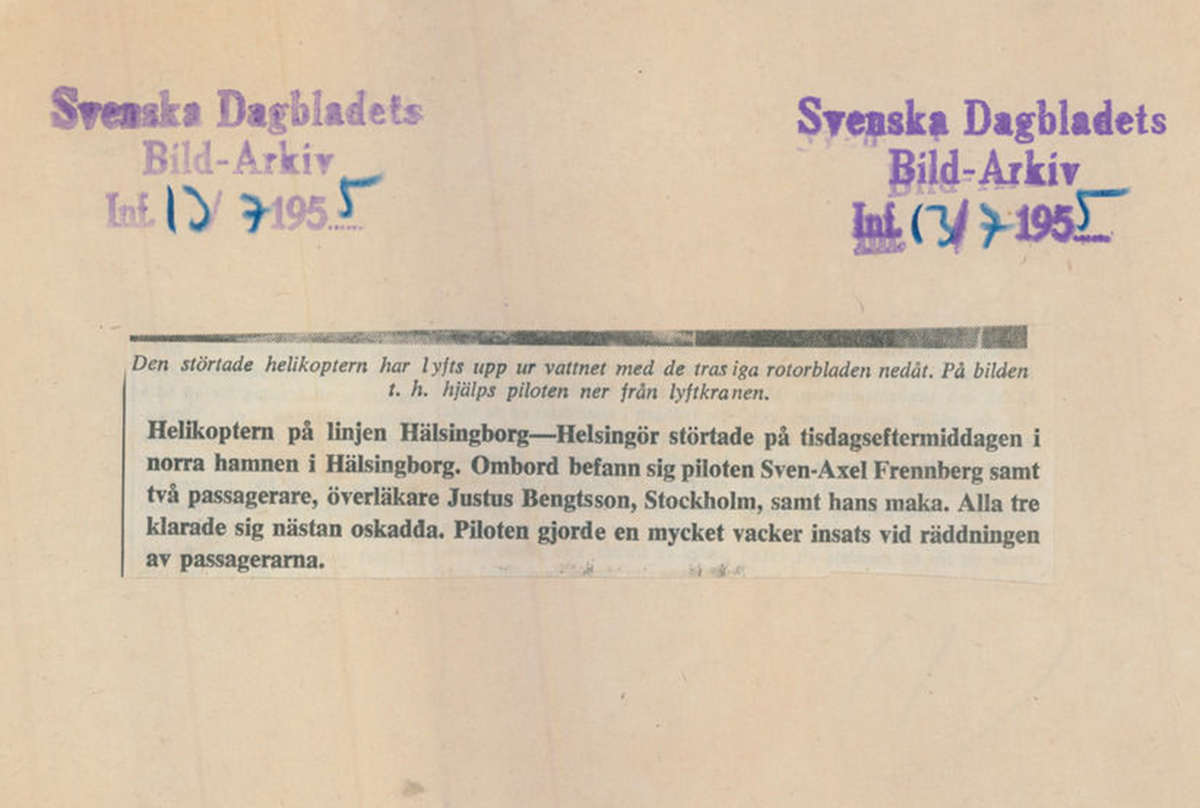 Svenska Dagbladets
Bild-Arkiv
Inf. 13/7 1955
Svenska Dagbladets
Bild-Arkiv
Inf. 13/7 1955
Den störtade helikoptern har lyfts upp ur vattnet med de trasiga rotorbladen nedåt. På bilden
t. h. hjälps piloten ner från lyftkranen.
Helikoptern på linjen Hälsingborg—Helsingör störtade på tisdagseftermiddagen i
norra hamnen i Hälsingborg. Ombord befann sig piloten Sven-Axel Frennberg samt
två passagerare, överläkare Justus Bengtsson, Stockholm, samt hans maka. Alla tre
klarade sig nästan oskadda. Piloten gjorde en mycket vacker insats vid räddningen
av passagerarna.